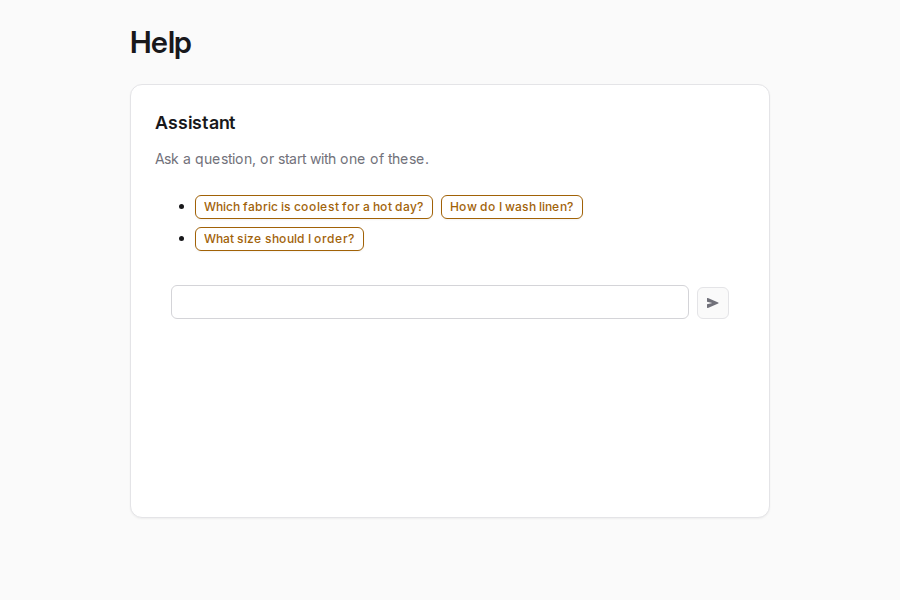 Help
Assistant
Ask a question, or start with one of these.
Which fabric is coolest for a hot day? How do I wash linen?
What size should I order?